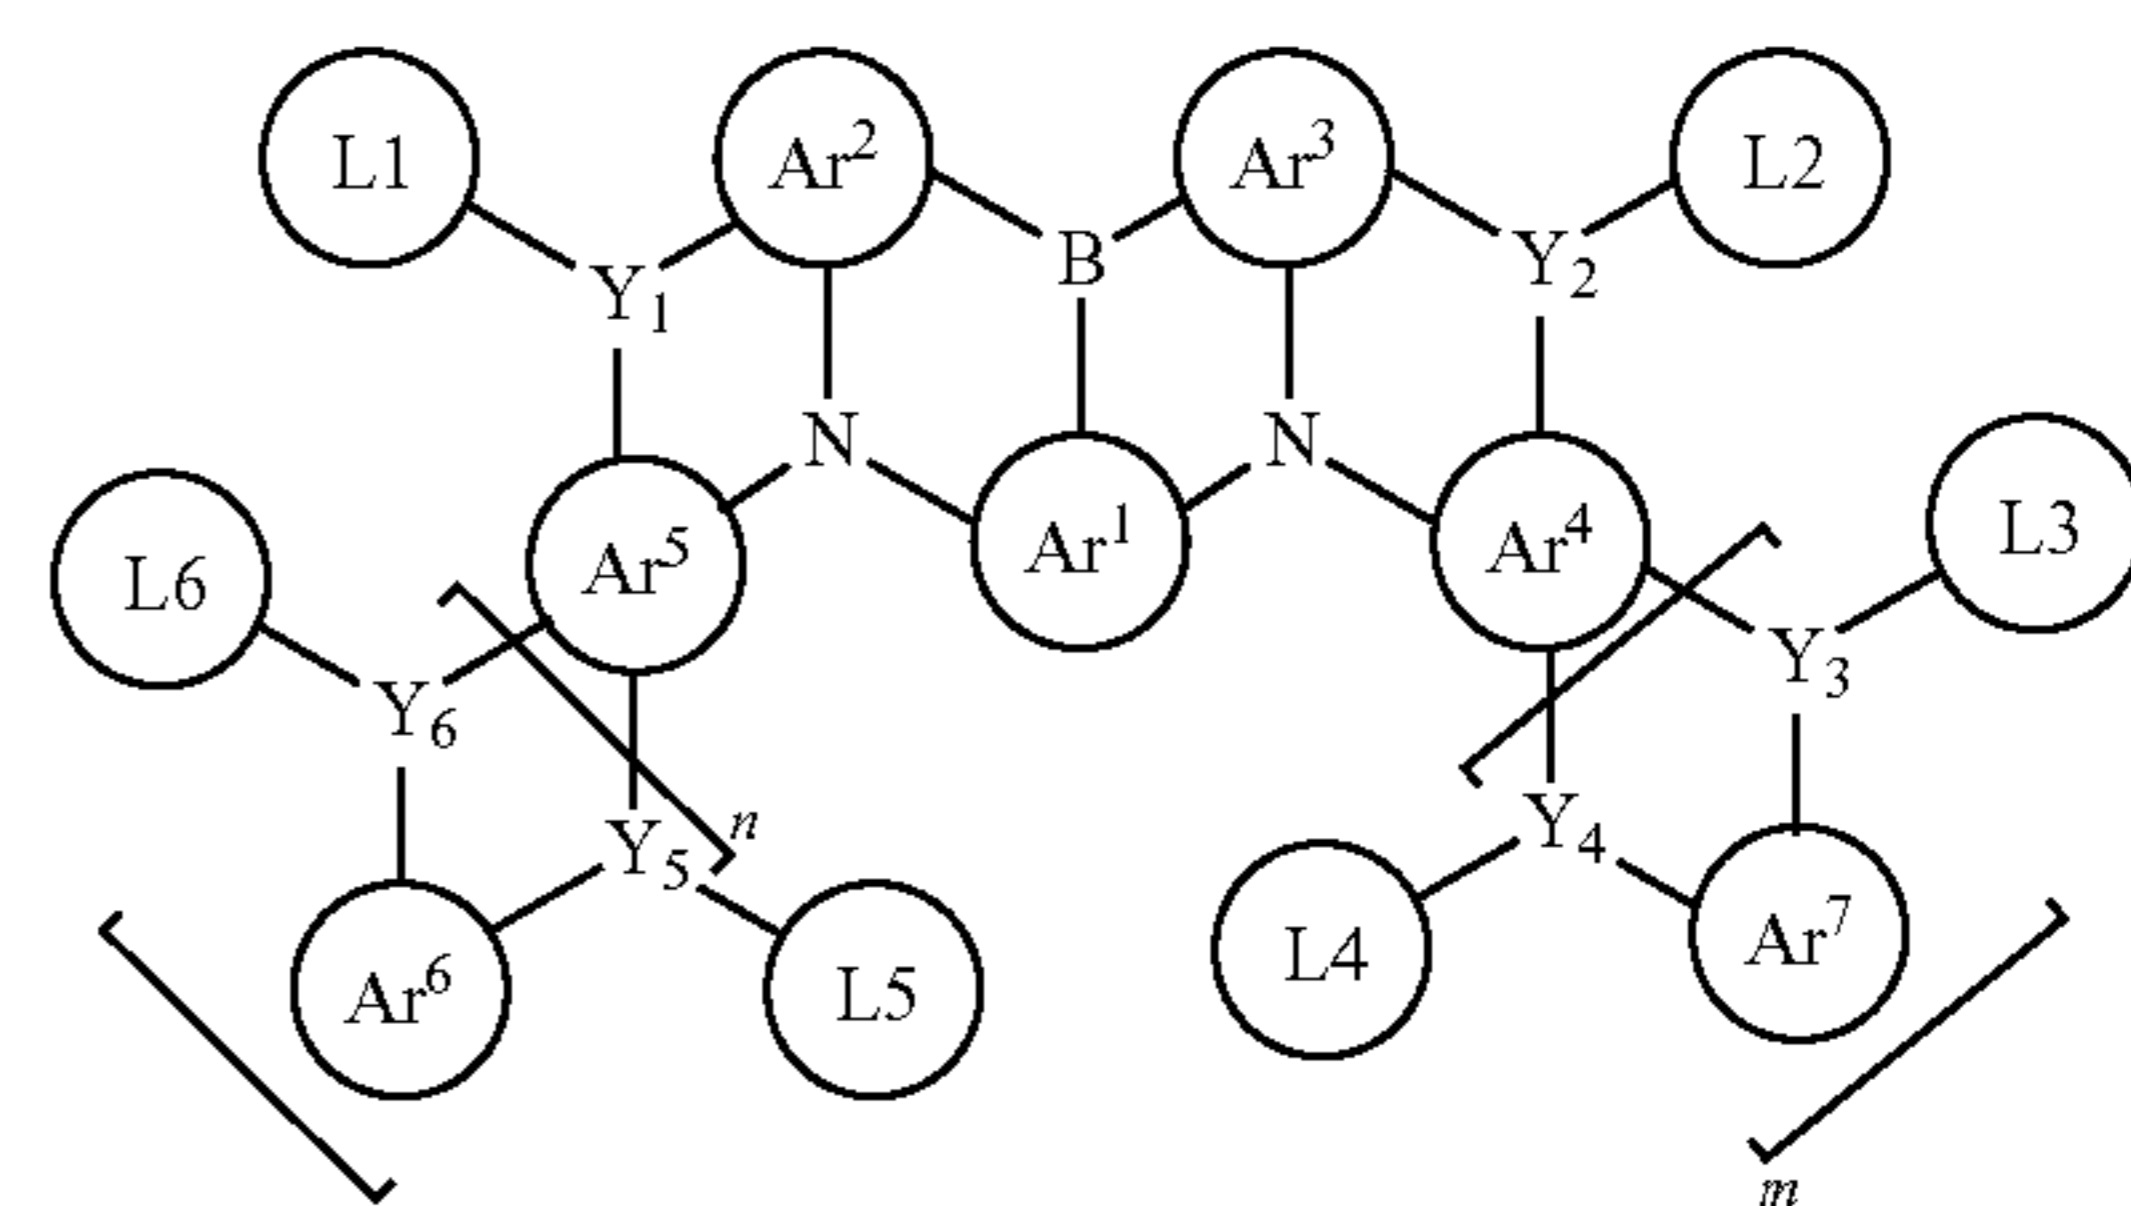 L1 Ar² Ar³ L2
Y₁ B Y₂
N N
L6 Ar⁵ Ar¹ Ar⁴ L3
Y₆ Y₃
Y₅ n Y₄
Ar⁶ L5 L4 Ar⁷
m